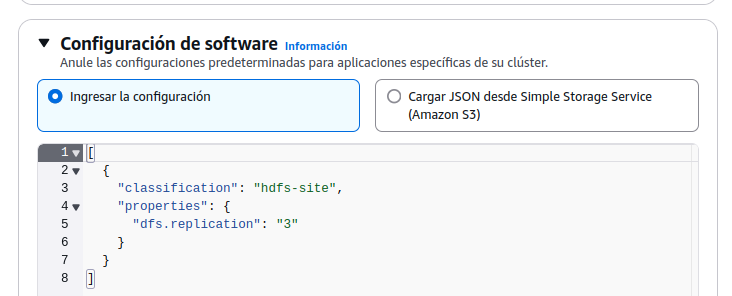 Configuración de software Información
Anule las configuraciones predeterminadas para aplicaciones específicas de su clúster.
Ingresar la configuración
Cargar JSON desde Simple Storage Service
(Amazon S3)
1 [
2 {
3 "classification": "hdfs-site",
4 "properties": {
5 "dfs.replication": "3"
6 }
7 }
8 ]